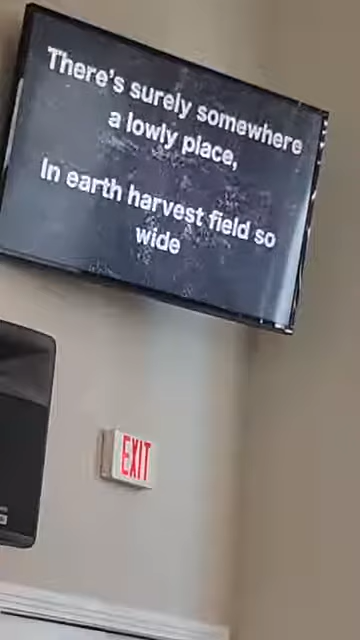 There's surely somewhere
a lowly place,
In earth harvest field so
wide
EXIT